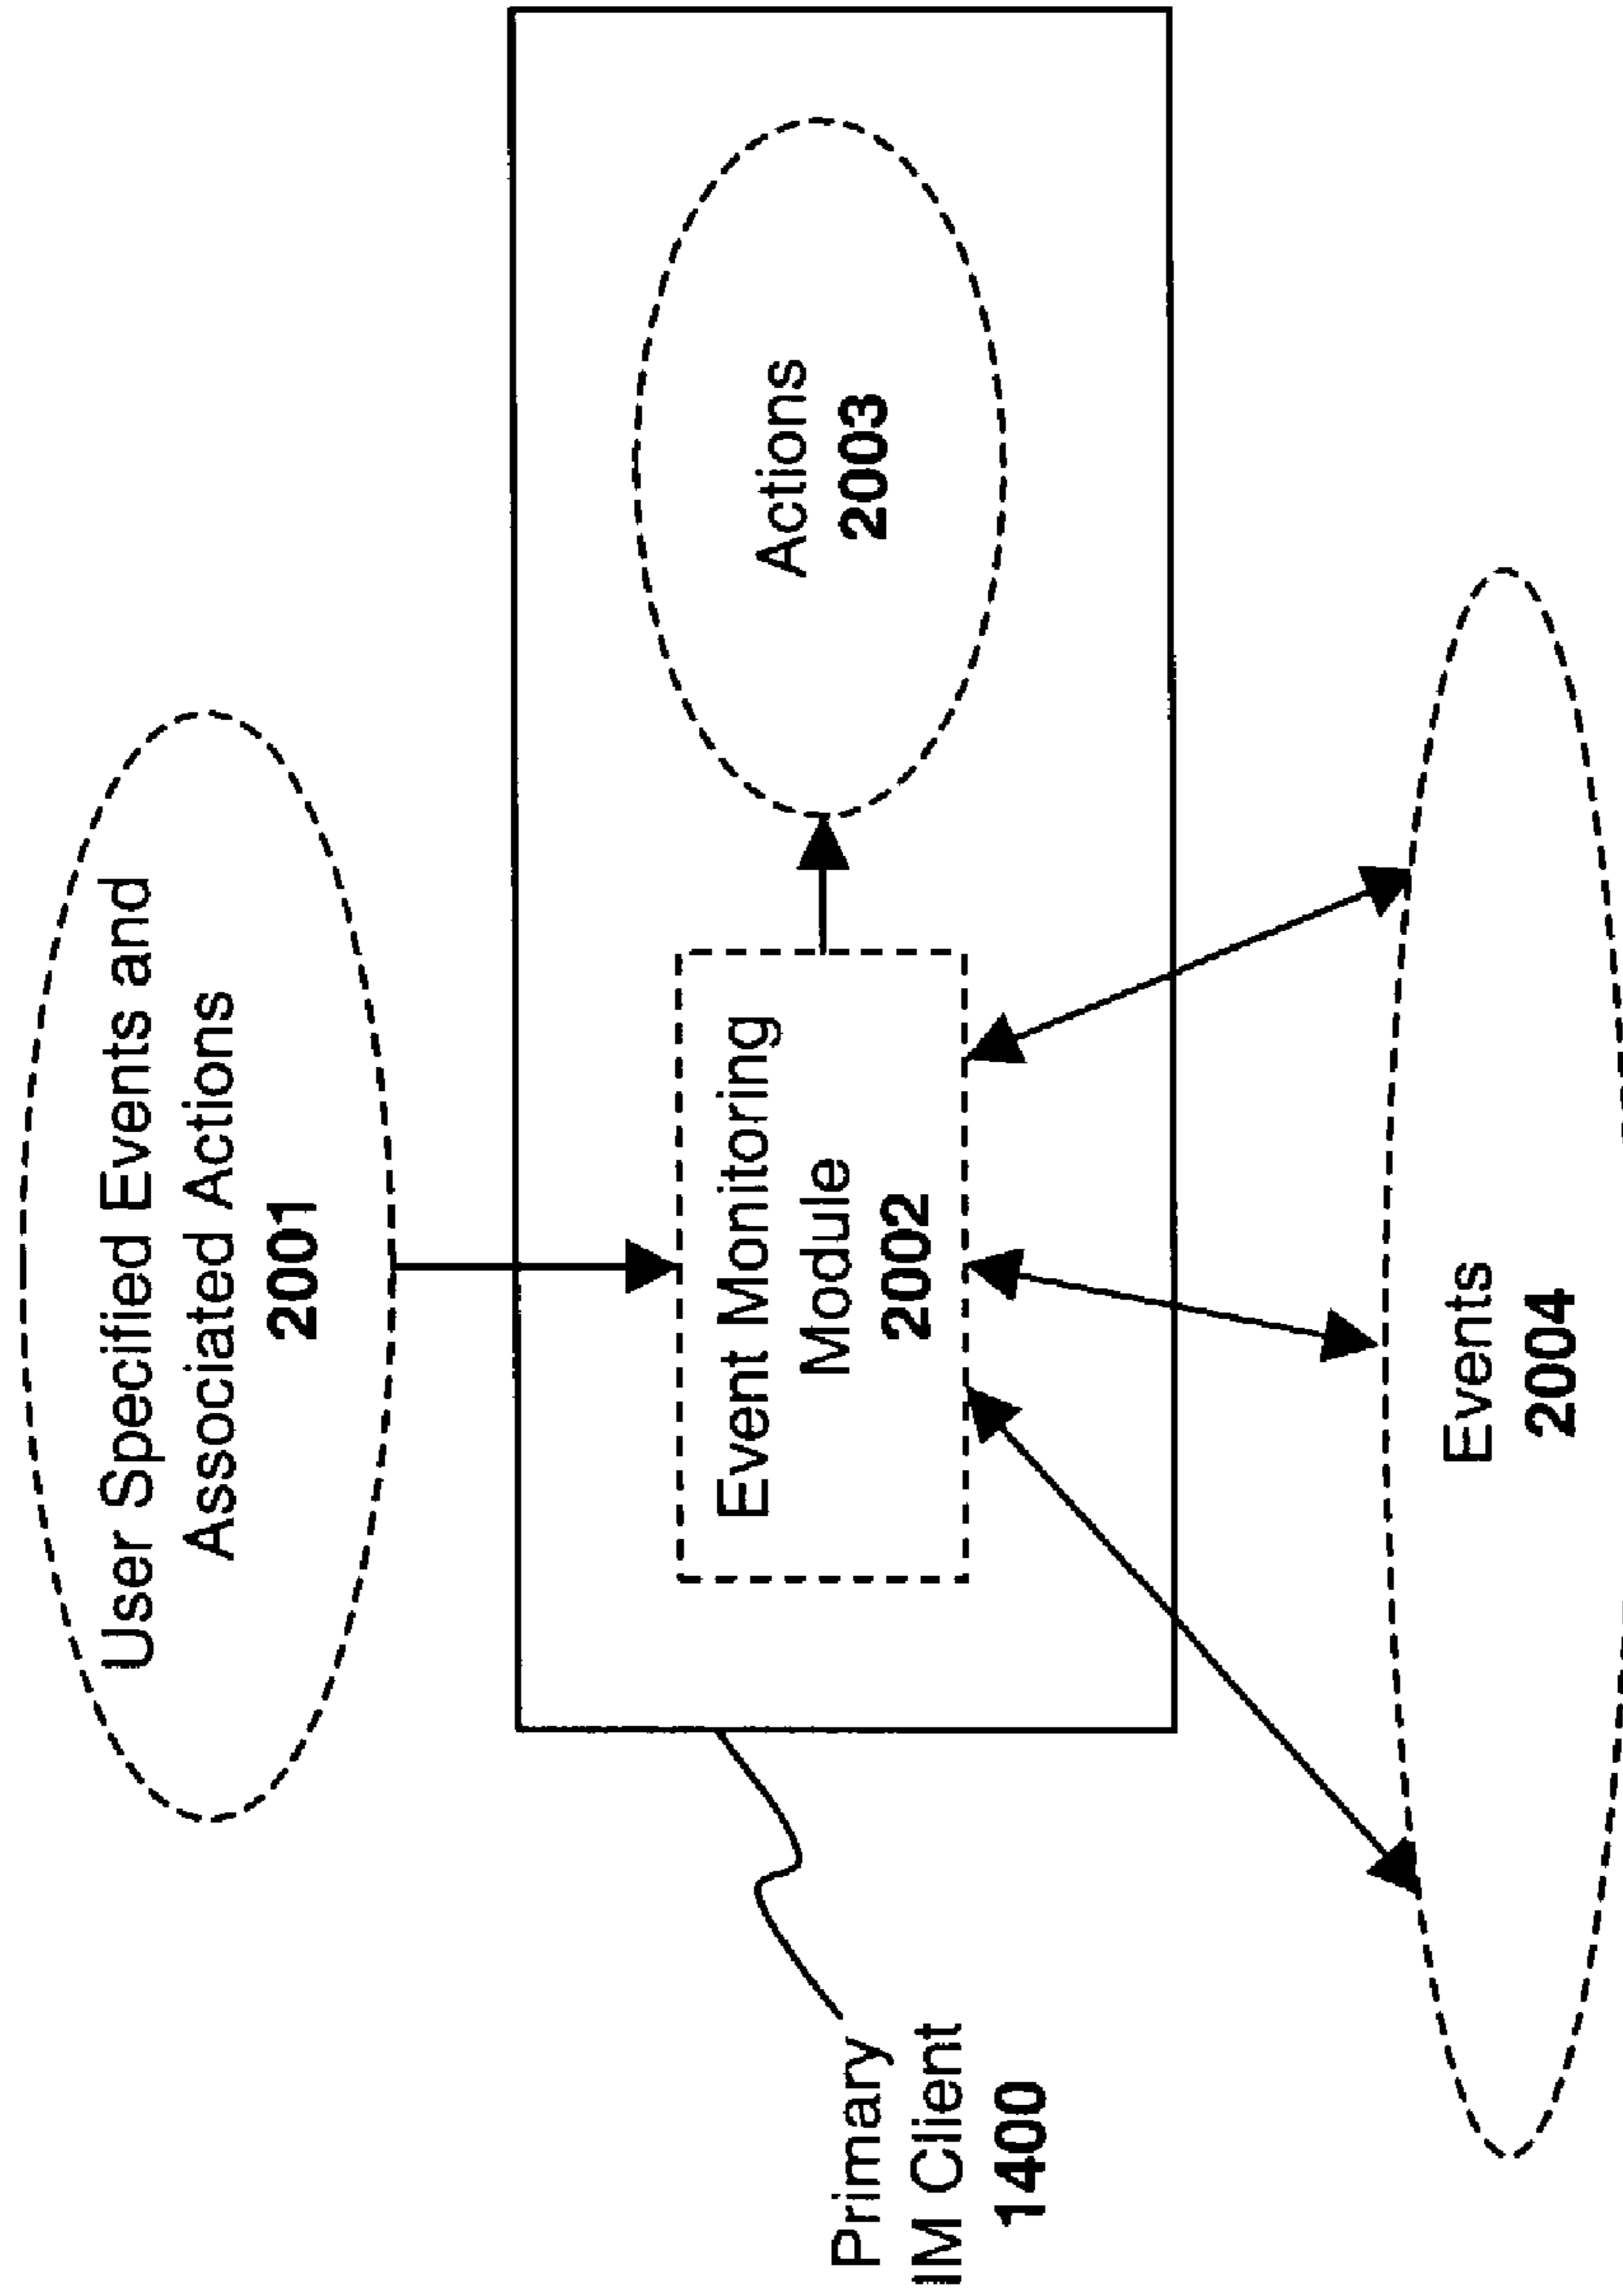 User Specified Events and
Associated Actions
2001
Primary
IM Client
1400
Event Monitoring
Module
2002
Actions
2003
Events
2004